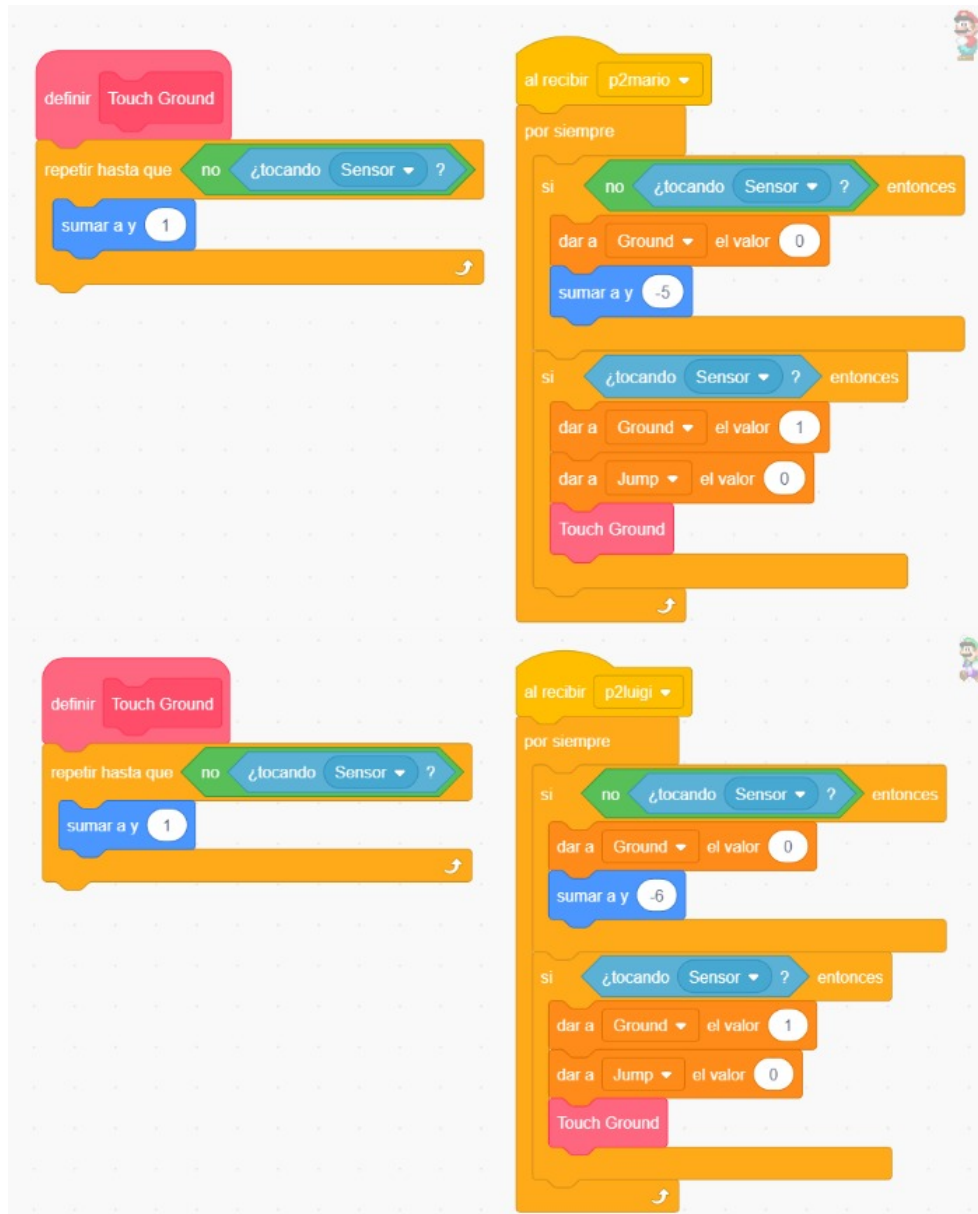 definir Touch Ground
repetir hasta que no ¿tocando Sensor ?
sumar a y 1
al recibir p2mario
por siempre
si no ¿tocando Sensor ? entonces
dar a Ground el valor 0
sumar a y -5
si ¿tocando Sensor ? entonces
dar a Ground el valor 1
dar a Jump el valor 0
Touch Ground
definir Touch Ground
repetir hasta que no ¿tocando Sensor ?
sumar a y 1
al recibir p2luigi
por siempre
si no ¿tocando Sensor ? entonces
dar a Ground el valor 0
sumar a y -6
si ¿tocando Sensor ? entonces
dar a Ground el valor 1
dar a Jump el valor 0
Touch Ground